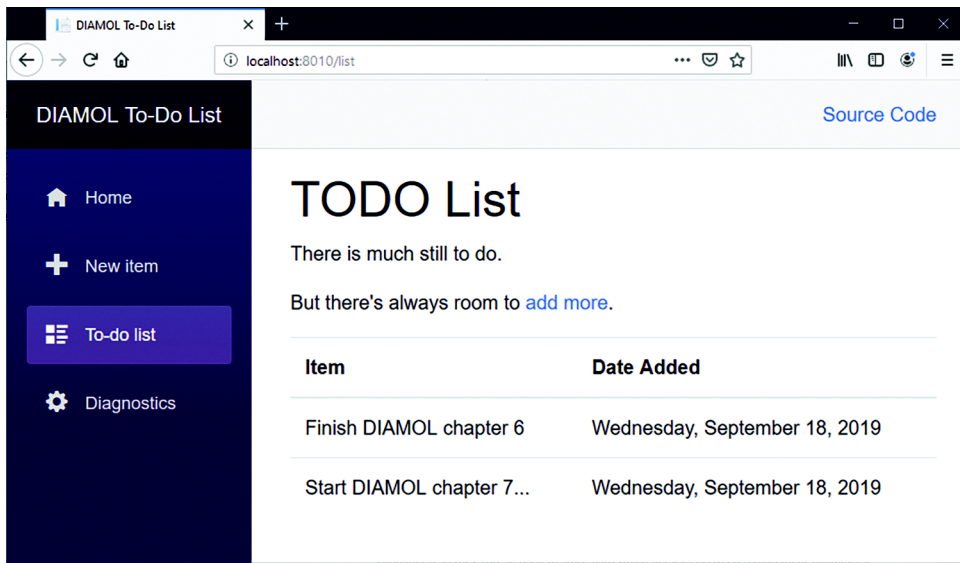 DIAMOL To-Do List
localhost:8010/list
DIAMOL To-Do List
Source Code
Home
New item
To-do list
Diagnostics
TODO List
There is much still to do.
But there's always room to add more.
Item Date Added
Finish DIAMOL chapter 6 Wednesday, September 18, 2019
Start DIAMOL chapter 7... Wednesday, September 18, 2019